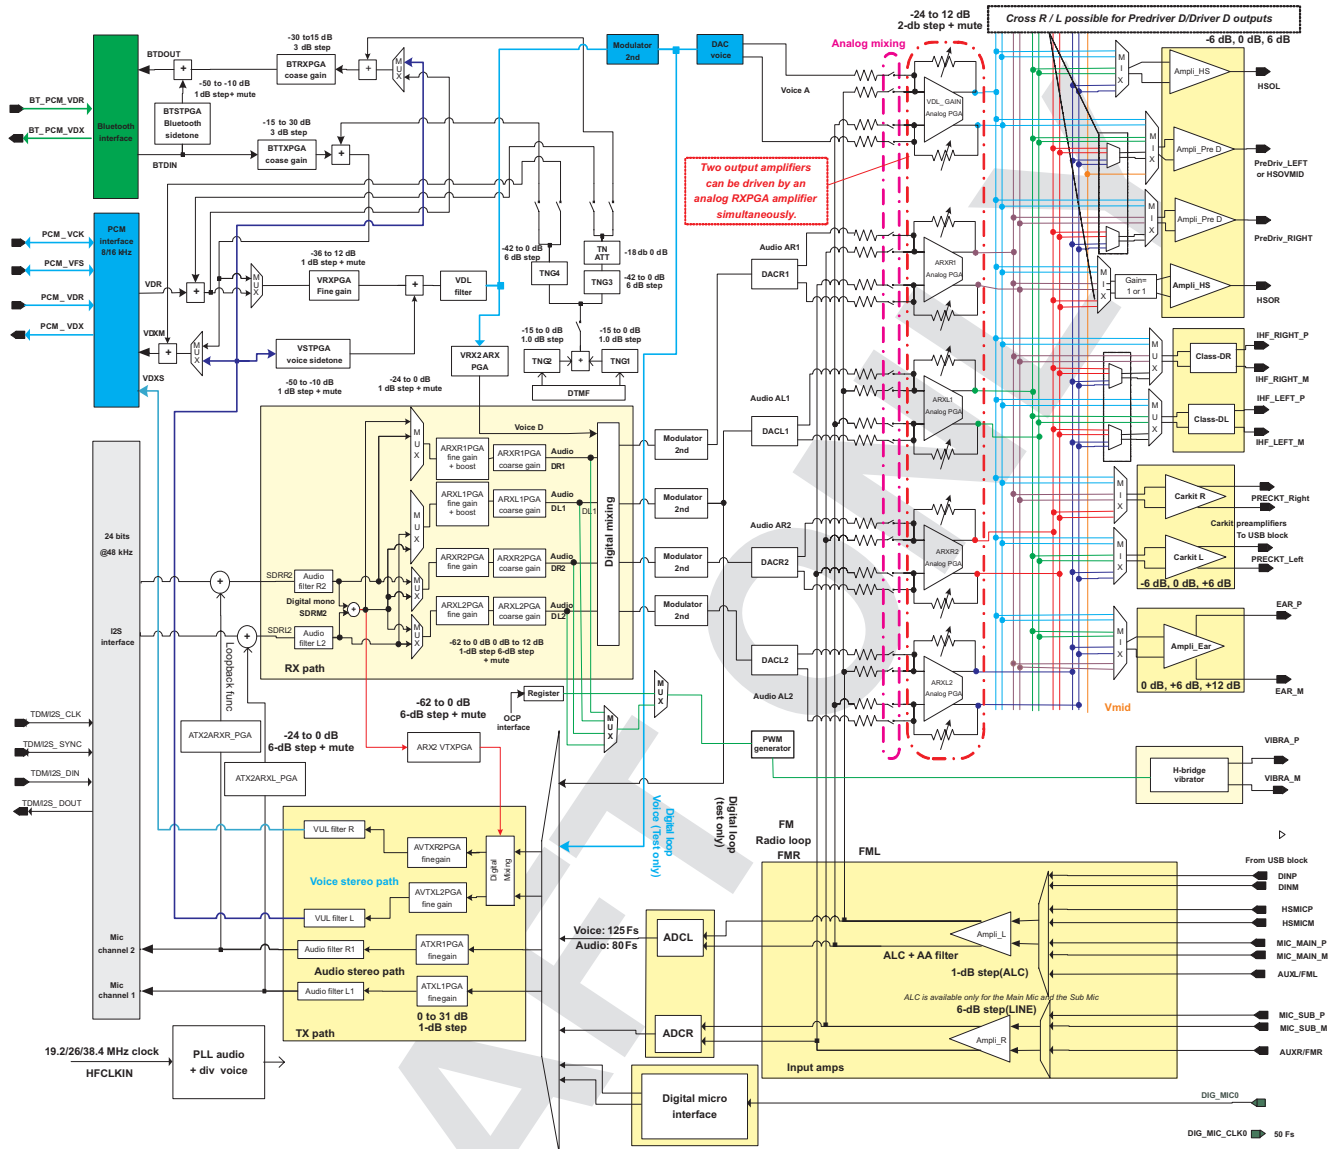 -24 to 12 dB
2-db step + mute
Cross R / L possible for Predriver D/Driver D outputs
Analog mixing
-6 dB, 0 dB, 6 dB
-30 to15 dB
3 dB step
BTDOUT
BTRXPGA
coase gain
MUX
Modulator
2nd
DAC
voice
Voice A
VDL_GAIN
Analog PGA
MIX
Ampli_HS
HSOL
-50 to -10 dB
1 dB step+ mute
BT_PCM_VDR
BT_PCM_VDX
Bluetooth
interface
BTSTPGA
Bluetooth
sidetone
-15 to 30 dB
3 dB step
BTTXPGA
coase gain
BTDIN
Two output amplifiers
can be driven by an
analog RXPGA amplifier
simultaneously.
MIX
Ampli_Pre D
PreDriv_LEFT
or HSOVMID
MIX
Ampli_Pre D
PreDriv_RIGHT
PCM_VCK
PCM_VFS
PCM_VDR
PCM_VDX
PCM
interface
8/16 kHz
VDR
VDXM
VDXS
MUX
MUX
-36 to 12 dB
1 dB step + mute
VRXPGA
Fine gain
VDL
filter
-42 to 0 dB
6 dB step
TNG4
TN
ATT
-18 db 0 dB
TNG3
-42 to 0 dB
6 dB step
Audio AR1
DACR1
ARXR1
Analog PGA
MIX
Gain=
1 or 1
Ampli_HS
HSOR
VSTPGA
voice sidetone
-50 to -10 dB
1 dB step + mute
-24 to 0 dB
1 dB step + mute
VRX2ARX
PGA
-15 to 0 dB
1.0 dB step
-15 to 0 dB
1.0 dB step
TNG2
TNG1
DTMF
MUX
Class-DR
IHF_RIGHT_P
IHF_RIGHT_M
MUX
Class-DL
IHF_LEFT_P
IHF_LEFT_M
Audio AL1
DACL1
ARXL1
Analog PGA
Voice D
MUX
ARXR1PGA
fine gain
+ boost
ARXR1PGA
coarse gain
Audio
DR1
Modulator
2nd
MUX
ARXL1PGA
fine gain
+ boost
ARXL1PGA
coarse gain
Audio
DL1
DL1
Digital mixing
Modulator
2nd
24 bits
@48 kHz
I2S
interface
SDRR2
Audio
filter R2
Digital mono
SDRM2
SDRL2
Audio
filter L2
MUX
ARXR2PGA
fine gain
ARXR2PGA
coarse gain
Audio
DR2
Modulator
2nd
MUX
ARXL2PGA
fine gain
ARXL2PGA
coarse gain
Audio
DL2
Modulator
2nd
-62 to 0 dB 0 dB to 12 dB
1-dB step 6-dB step
+ mute
RX path
Audio AR2
DACR2
ARXR2
Analog PGA
MIX
Carkit R
PRECKT_Right
Carkit preamplifiers
To USB block
MIX
Carkit L
PRECKT_Left
-6 dB, 0 dB, +6 dB
DACL2
Audio AL2
ARXL2
Analog PGA
MIX
Ampli_Ear
EAR_P
EAR_M
0 dB, +6 dB, +12 dB
Vmid
Loopback func
OCP
interface
Register
MUX
MUX
TDM/I2S_CLK
TDM/I2S_SYNC
TDM/I2S_DIN
TDM/I2S_DOUT
ATX2ARXR_PGA
ATX2ARXL_PGA
-24 to 0 dB
6-dB step + mute
-62 to 0 dB
6-dB step + mute
ARX2 VTXPGA
PWM
generator
H-bridge
vibrator
VIBRA_P
VIBRA_M
Digital loop
Voice (Test only)
Digital loop
(test only)
FM
Radio loop
FMR
FML
VUL filter R
AVTXR2PGA
finegain
Digital
Mixing
Voice stereo path
AVTXL2PGA
fine gain
VUL filter L
Mic
channel 2
Audio filter R1
ATXR1PGA
finegain
Audio stereo path
Mic
channel 1
Audio filter L1
ATXL1PGA
finegain
0 to 31 dB
1-dB step
TX path
Voice: 125Fs
Audio: 80Fs
ADCL
ADCR
Ampli_L
ALC + AA filter
1-dB step(ALC)
ALC is available only for the Main Mic and the Sub Mic
6-dB step(LINE)
Ampli_R
Input amps
From USB block
DINP
DINM
HSMICP
HSMICM
MIC_MAIN_P
MIC_MAIN_M
AUXL/FML
MIC_SUB_P
MIC_SUB_M
AUXR/FMR
19.2/26/38.4 MHz clock
HFCLKIN
PLL audio
+ div voice
Digital micro
interface
DIG_MIC0
DIG_MIC_CLK0
50 Fs